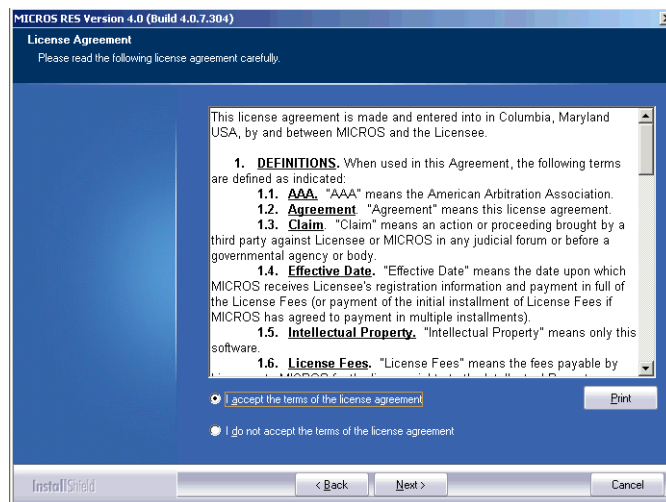 MICROS RES Version 4.0 (Build 4.0.7.304)
License Agreement
Please read the following license agreement carefully.
This license agreement is made and entered into in Columbia, Maryland
USA, by and between MICROS and the Licensee.
1. DEFINITIONS. When used in this Agreement, the following terms
are defined as indicated:
1.1. AAA. "AAA" means the American Arbitration Association.
1.2. Agreement. "Agreement" means this license agreement.
1.3. Claim. "Claim" means an action or proceeding brought by a
third party against Licensee or MICROS in any judicial forum or before a
governmental agency or body.
1.4. Effective Date. "Effective Date" means the date upon which
MICROS receives Licensee's registration information and payment in full of
the License Fees (or payment of the initial installment of License Fees if
MICROS has agreed to payment in multiple installments).
1.5. Intellectual Property. "Intellectual Property" means only this
software.
1.6. License Fees. "License Fees" means the fees payable by
I accept the terms of the license agreement
Print
I do not accept the terms of the license agreement
InstallShield
< Back
Next >
Cancel